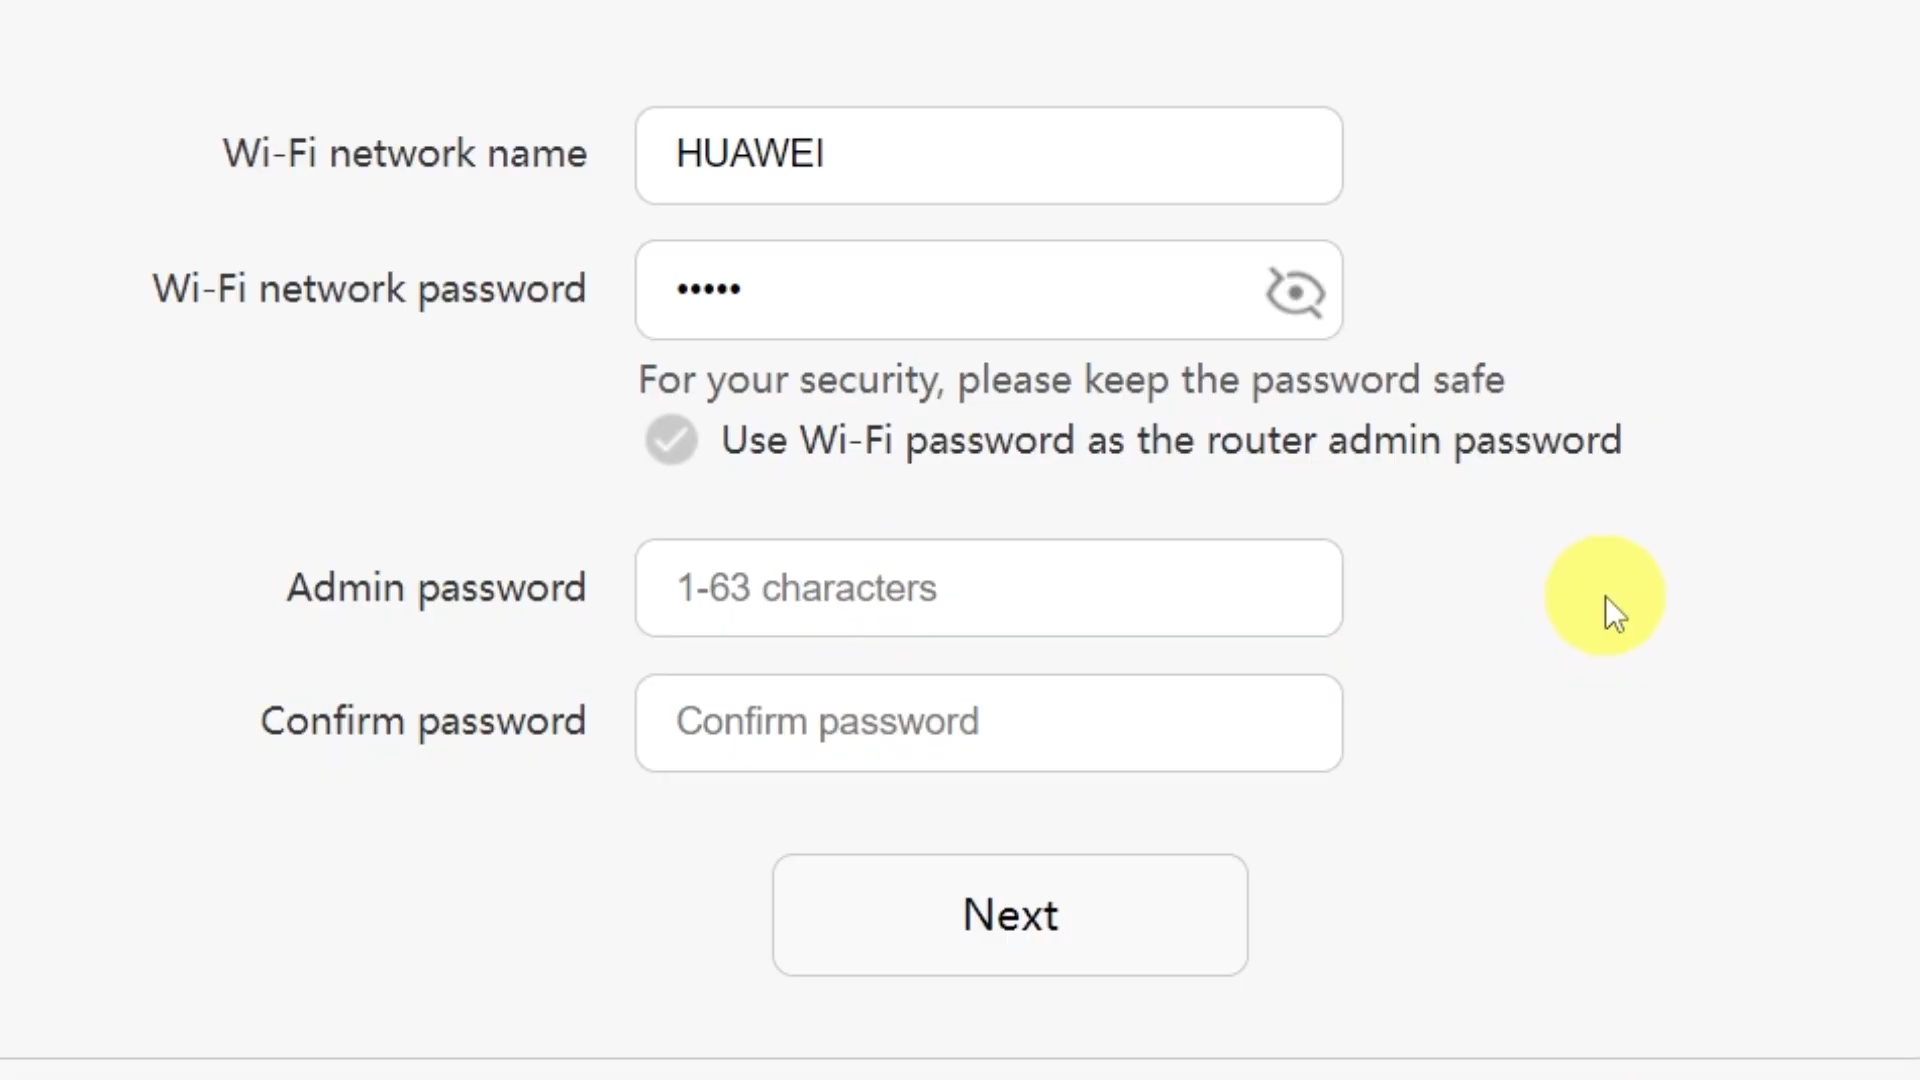 Wi-Fi network name
HUAWEI
Wi-Fi network password
•••••
For your security, please keep the password safe
Use Wi-Fi password as the router admin password
Admin password
1-63 characters
Confirm password
Confirm password
Next